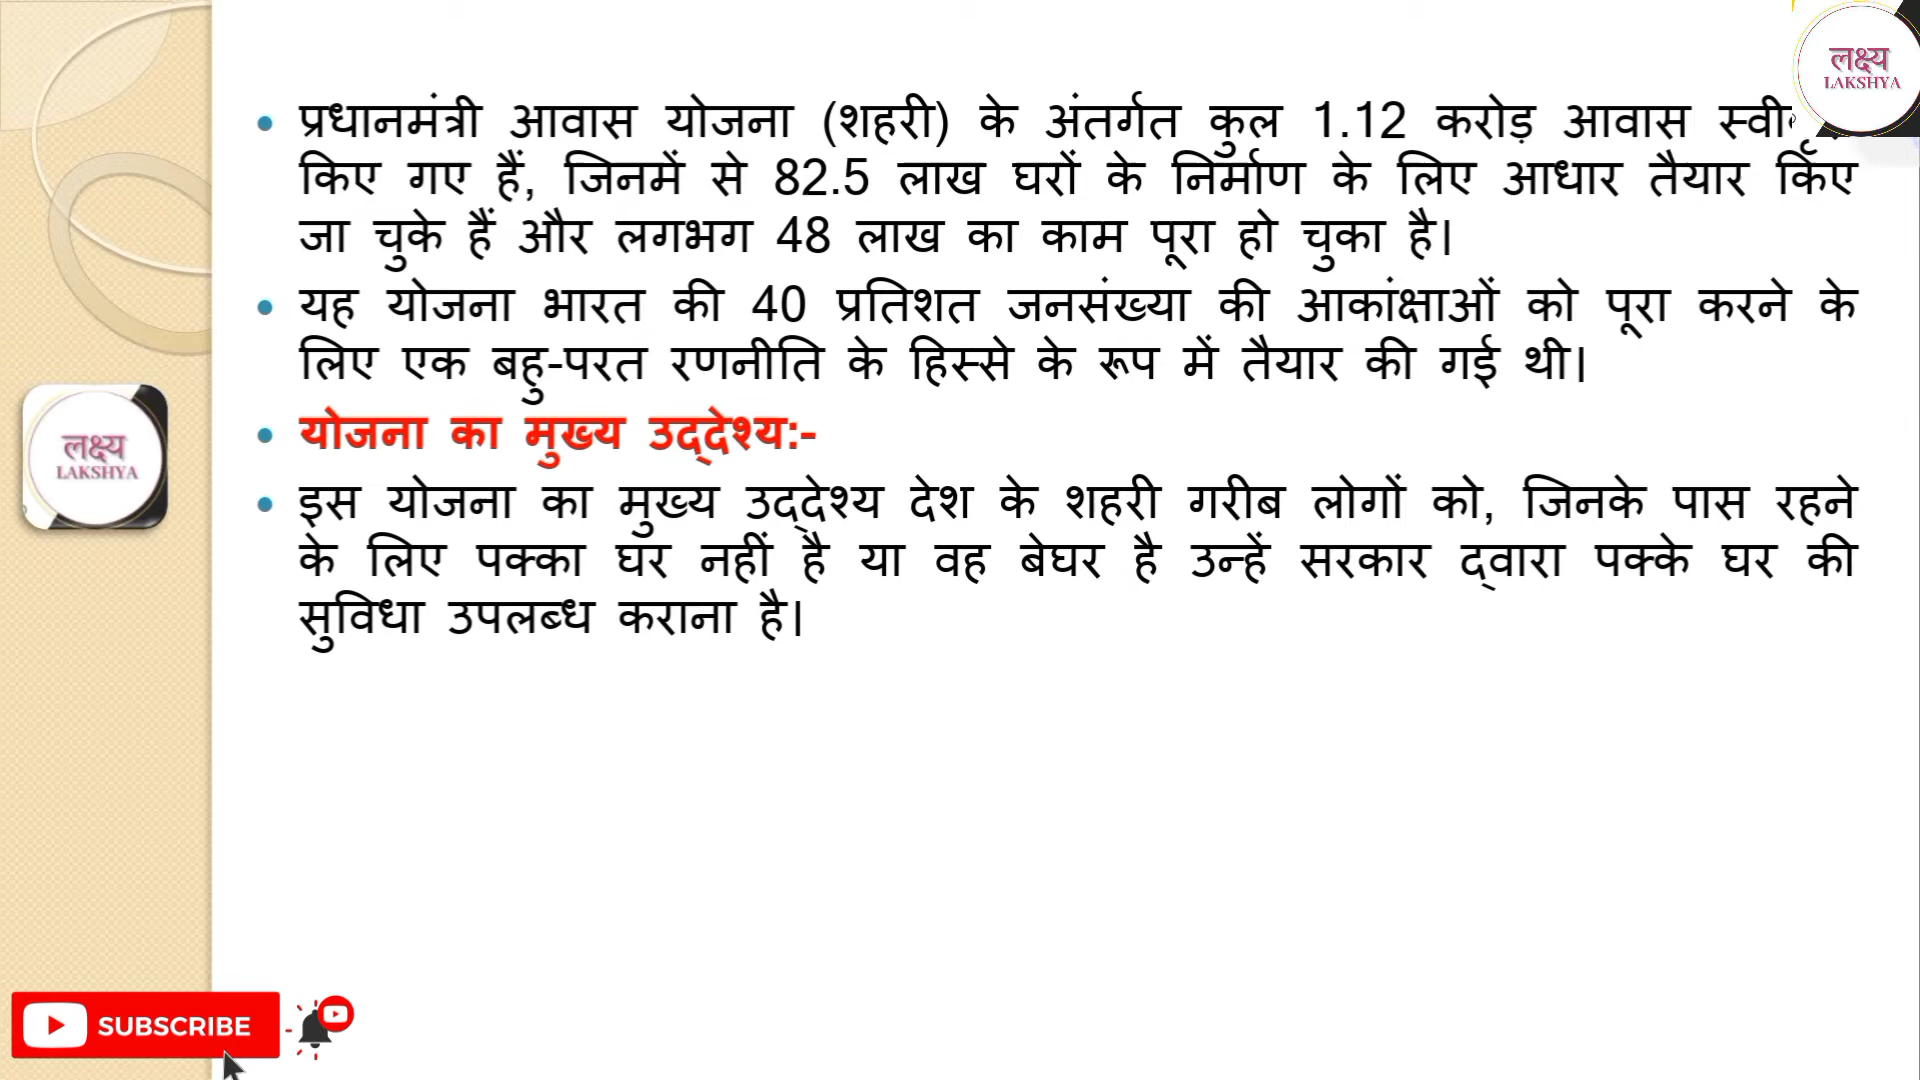 लक्ष्य
LAKSHYA
प्रधानमंत्री आवास योजना (शहरी) के अंतर्गत कुल 1.12 करोड़ आवास
किए गए हैं, जिनमें से 82.5 लाख घरों के निर्माण के लिए आधार तैयार किए
जा चुके हैं और लगभग 48 लाख का काम पूरा हो चुका है।
यह योजना भारत की 40 प्रतिशत जनसंख्या की आकांक्षाओं को पूरा करने के
लिए एक बहु-परत रणनीति के हिस्से के रूप में तैयार की गई थी।
योजना का मुख्य उद्देश्य:-
इस योजना का मुख्य उद्देश्य देश के शहरी गरीब लोगों को, जिनके पास रहने
के लिए पक्का घर नहीं है या वह बेघर है उन्हें सरकार द्वारा पक्के घर की
सुविधा उपलब्ध कराना है।
लक्ष्य
LAKSHYA
SUBSCRIBE